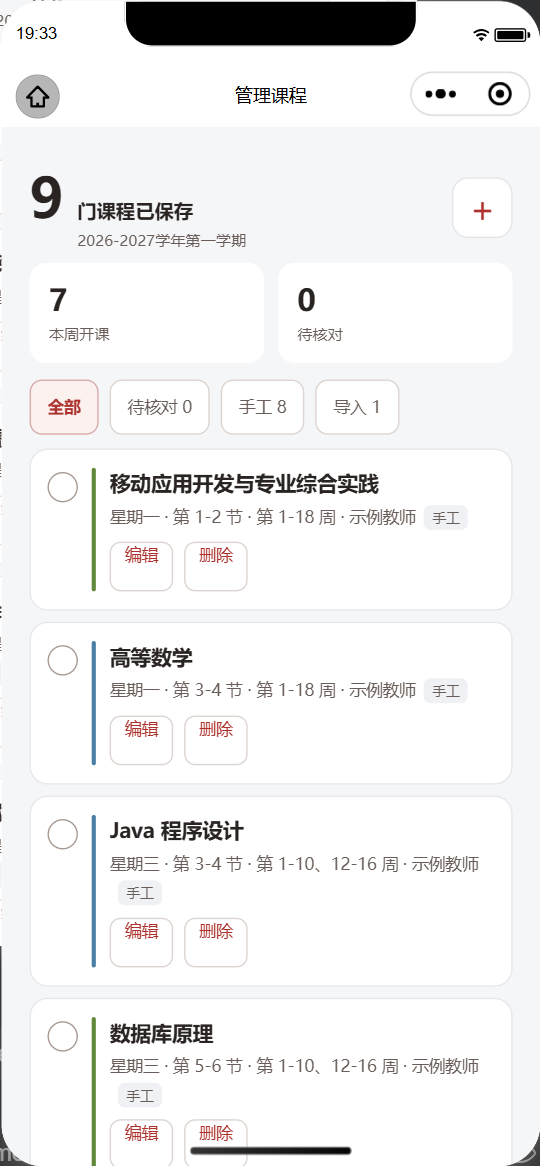 19:33
管理课程
9 门课程已保存
2026-2027学年第一学期
7
本周开课
0
待核对
全部 待核对 0 手工 8 导入 1
移动应用开发与专业综合实践
星期一 · 第 1-2 节 · 第 1-18 周 · 示例教师 手工
编辑 删除
高等数学
星期一 · 第 3-4 节 · 第 1-18 周 · 示例教师 手工
编辑 删除
Java 程序设计
星期三 · 第 3-4 节 · 第 1-10、12-16 周 · 示例教师
手工
编辑 删除
数据库原理
星期三 · 第 5-6 节 · 第 1-10、12-16 周 · 示例教师
手工
编辑 删除